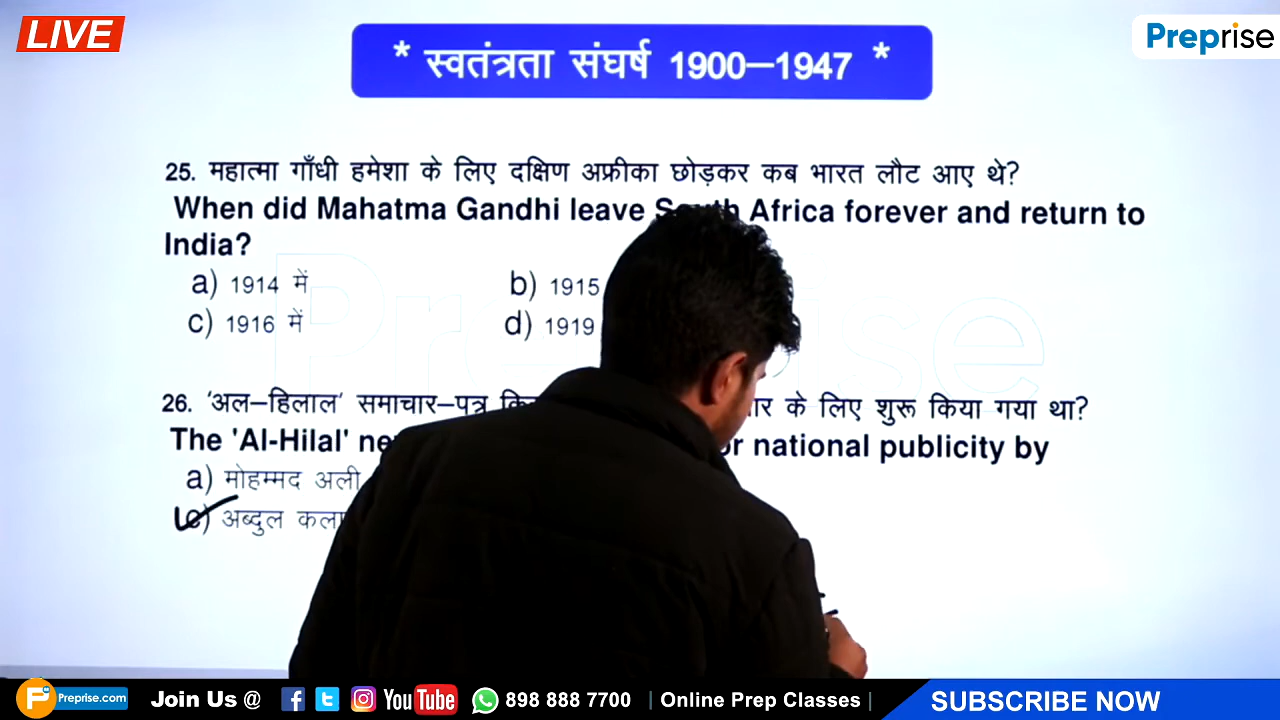 LIVE
Preprise
* स्वतंत्रता संघर्ष 1900–1947 *
25. महात्मा गाँधी हमेशा के लिए दक्षिण अफ्रीका छोड़कर कब भारत लौट आए थे?
When did Mahatma Gandhi leave South Africa forever and return to
India?
a) 1914 में b) 1915
c) 1916 में d) 1919
Preprise
26. 'अल–हिलाल' समाचार–पत्र के लिए शुरू किया गया था?
The 'Al-Hilal' national publicity by
a) मोहम्मद अली
c) अब्दुल
Preprise.com Join Us @ YouTube 898 888 7700 | Online Prep Classes | SUBSCRIBE NOW